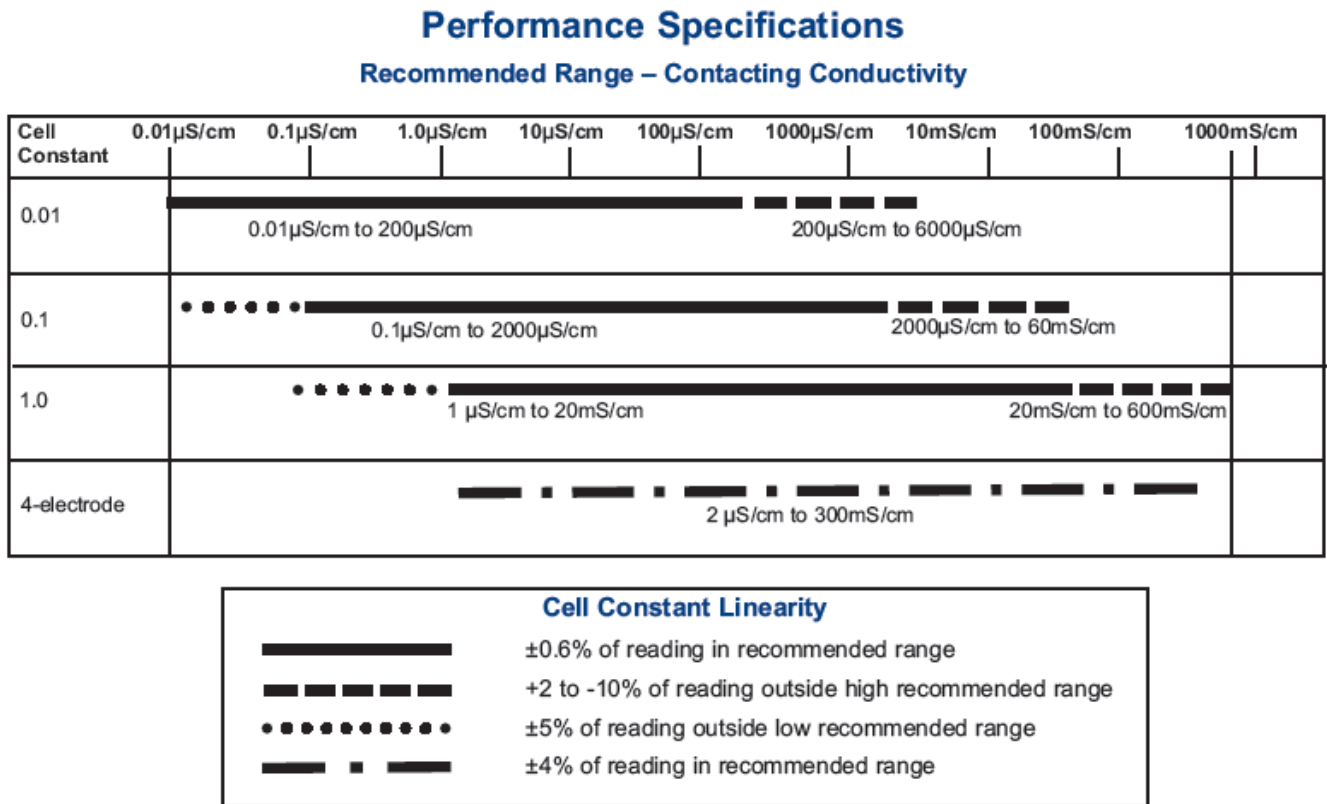 Performance Specifications
Recommended Range – Contacting Conductivity
Cell Constant 0.01µS/cm 0.1µS/cm 1.0µS/cm 10µS/cm 100µS/cm 1000µS/cm 10mS/cm 100mS/cm 1000mS/cm
0.01
0.01µS/cm to 200µS/cm 200µS/cm to 6000µS/cm
0.1
0.1µS/cm to 2000µS/cm 2000µS/cm to 60mS/cm
1.0
1 µS/cm to 20mS/cm 20mS/cm to 600mS/cm
4-electrode
2 µS/cm to 300mS/cm
Cell Constant Linearity
±0.6% of reading in recommended range
+2 to -10% of reading outside high recommended range
±5% of reading outside low recommended range
±4% of reading in recommended range